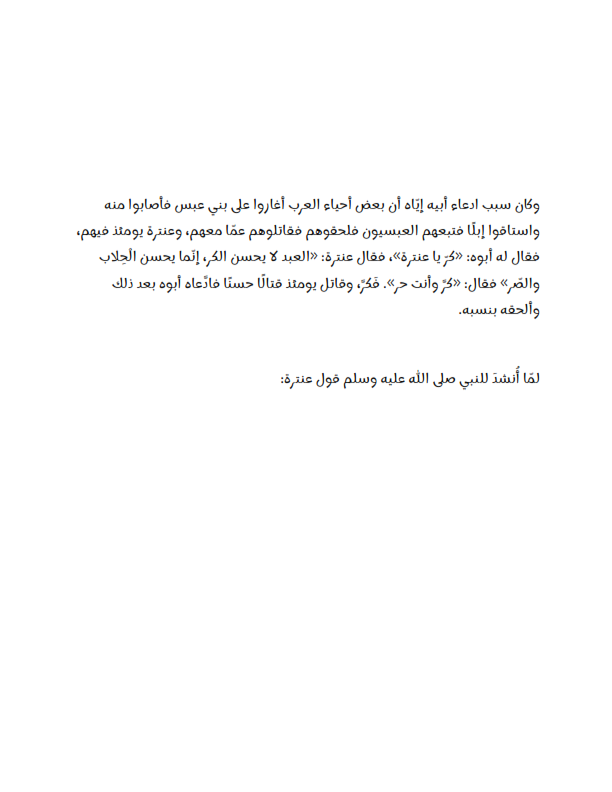 وكان سبب ادعاء أبيه إيّاه أن بعض أحياء العرب أغاروا على بني عبس فأصابوا منه
واستاقوا إبلًا فتبعهم العبسيون فلحقوهم فقاتلوهم عمّا معهم، وعنترة يومئذ فيهم،
فقال له أبوه: «كرّ يا عنترة»، فقال عنترة: «العبد لا يحسن الكر، إنّما يحسن الْحِلاب
والصّر» فقال: «كرَّ وأنت حر». فَكرَّ، وقاتل يومئذ قتالًا حسنًا فادَّعاه أبوه بعد ذلك
وألحقه بنسبه.
لمّا أُنشدَ للنبي صلى الله عليه وسلم قول عنترة: